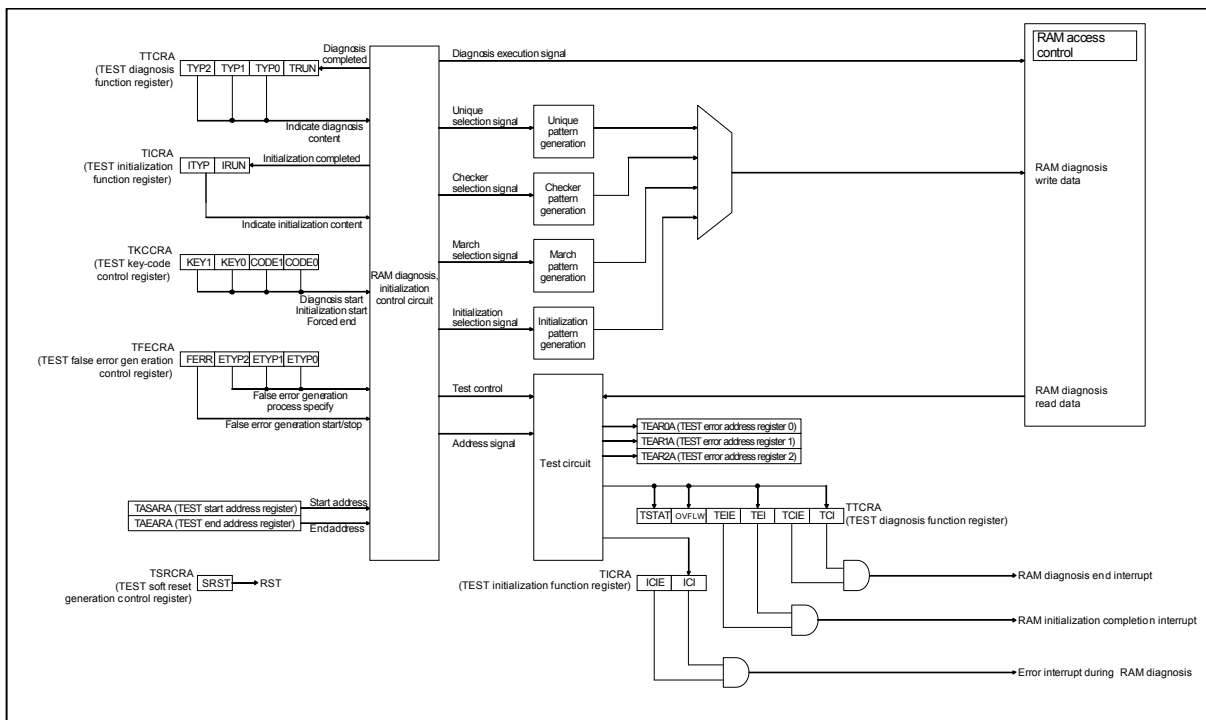 TTCRA
(TEST diagnosis
function register)
TYP2 TYP1 TYP0 TRUN
Diagnosis
completed
Indicate diagnosis
content
TICRA
(TEST initialization
function register)
ITYP IRUN
Initialization completed
Indicate initialization content
TKCCRA
(TEST key-code
control register)
KEY1 KEY0 CODE1 CODE0
Diagnosis start
Initialization start
Forced end
TFECRA
(TEST false error gen eration
control register)
FERR ETYP2 ETYP1 ETYP0
False error generation
process specify
False error generation start/stop
TASARA (TEST start address register)
Start address
TAEARA (TEST end address register)
Endaddress
TSRCRA
(TEST soft reset
generation control register)
SRST
RST
RAM diagnosis,
initialization
control circuit
Diagnosis execution signal
Unique
selection signal
Unique
pattern
generation
Checker
selection signal
Checker
pattern
generation
March
selection signal
March
pattern
generation
Initialization
selection signal
Initialization
pattern
generation
Test control
Address signal
Test circuit
RAM access
control
RAM diagnosis
write data
RAM diagnosis
read data
TEAR0A (TEST error address register 0)
TEAR1A (TEST error address register 1)
TEAR2A (TEST error address register 2)
TSTAT OVFLW TEIE TEI TCIE TCI
TTCRA
(TEST diagnosis function register)
TICRA
(TEST initialization function register)
ICIE ICI
RAM diagnosis end interrupt
RAM initialization completion interrupt
Error interrupt during RAM diagnosis